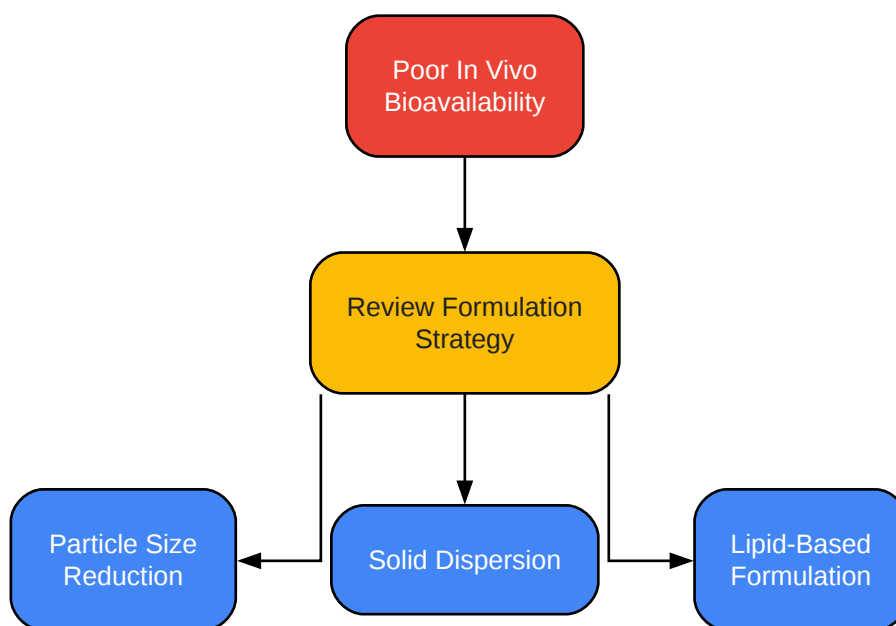 Poor In Vivo
Bioavailability
Review Formulation
Strategy
Particle Size
Reduction
Solid Dispersion
Lipid-Based
Formulation